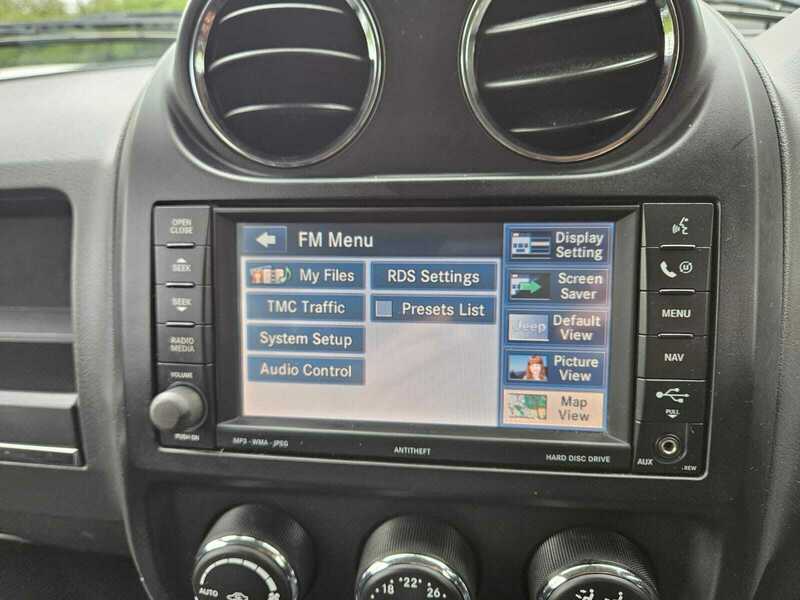 OPEN
CLOSE
SEEK
SEEK
RADIO
MEDIA
VOLUME
PUSH ON
FM Menu
My Files
RDS Settings
TMC Traffic
Presets List
System Setup
Audio Control
Display
Setting
Screen
Saver
Jeep
Default
View
Picture
View
Map
View
MENU
NAV
PULL
AUX
.REW
MP3 - WMA - JPEG
ANTITHEFT
HARD DISC DRIVE
AUTO
18
22
26